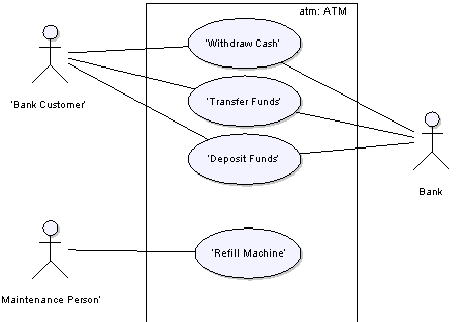 atm: ATM
'Withdraw Cash'
'Bank Customer'
'Transfer Funds'
'Deposit Funds'
Bank
'Refill Machine'
Maintenance Person'